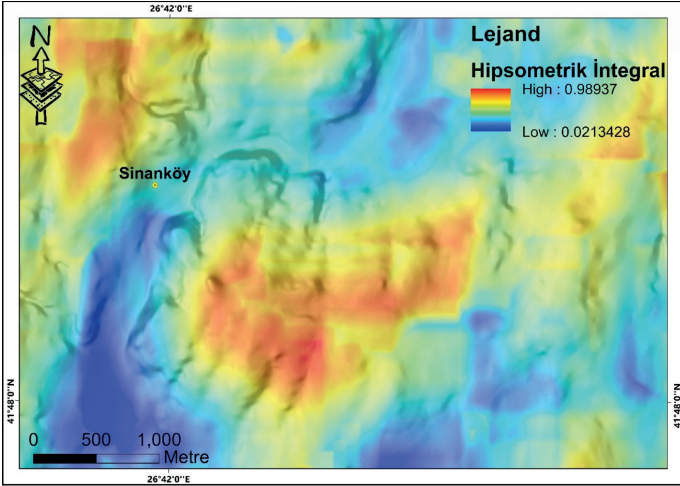 26°42'0''E
N
Lejand
Hipsometrik İntegral
High : 0.98937
Low : 0.0213428
Sinanköy
41°48'0''N
41°48'0''N
0 500 1,000
Metre
26°42'0''E